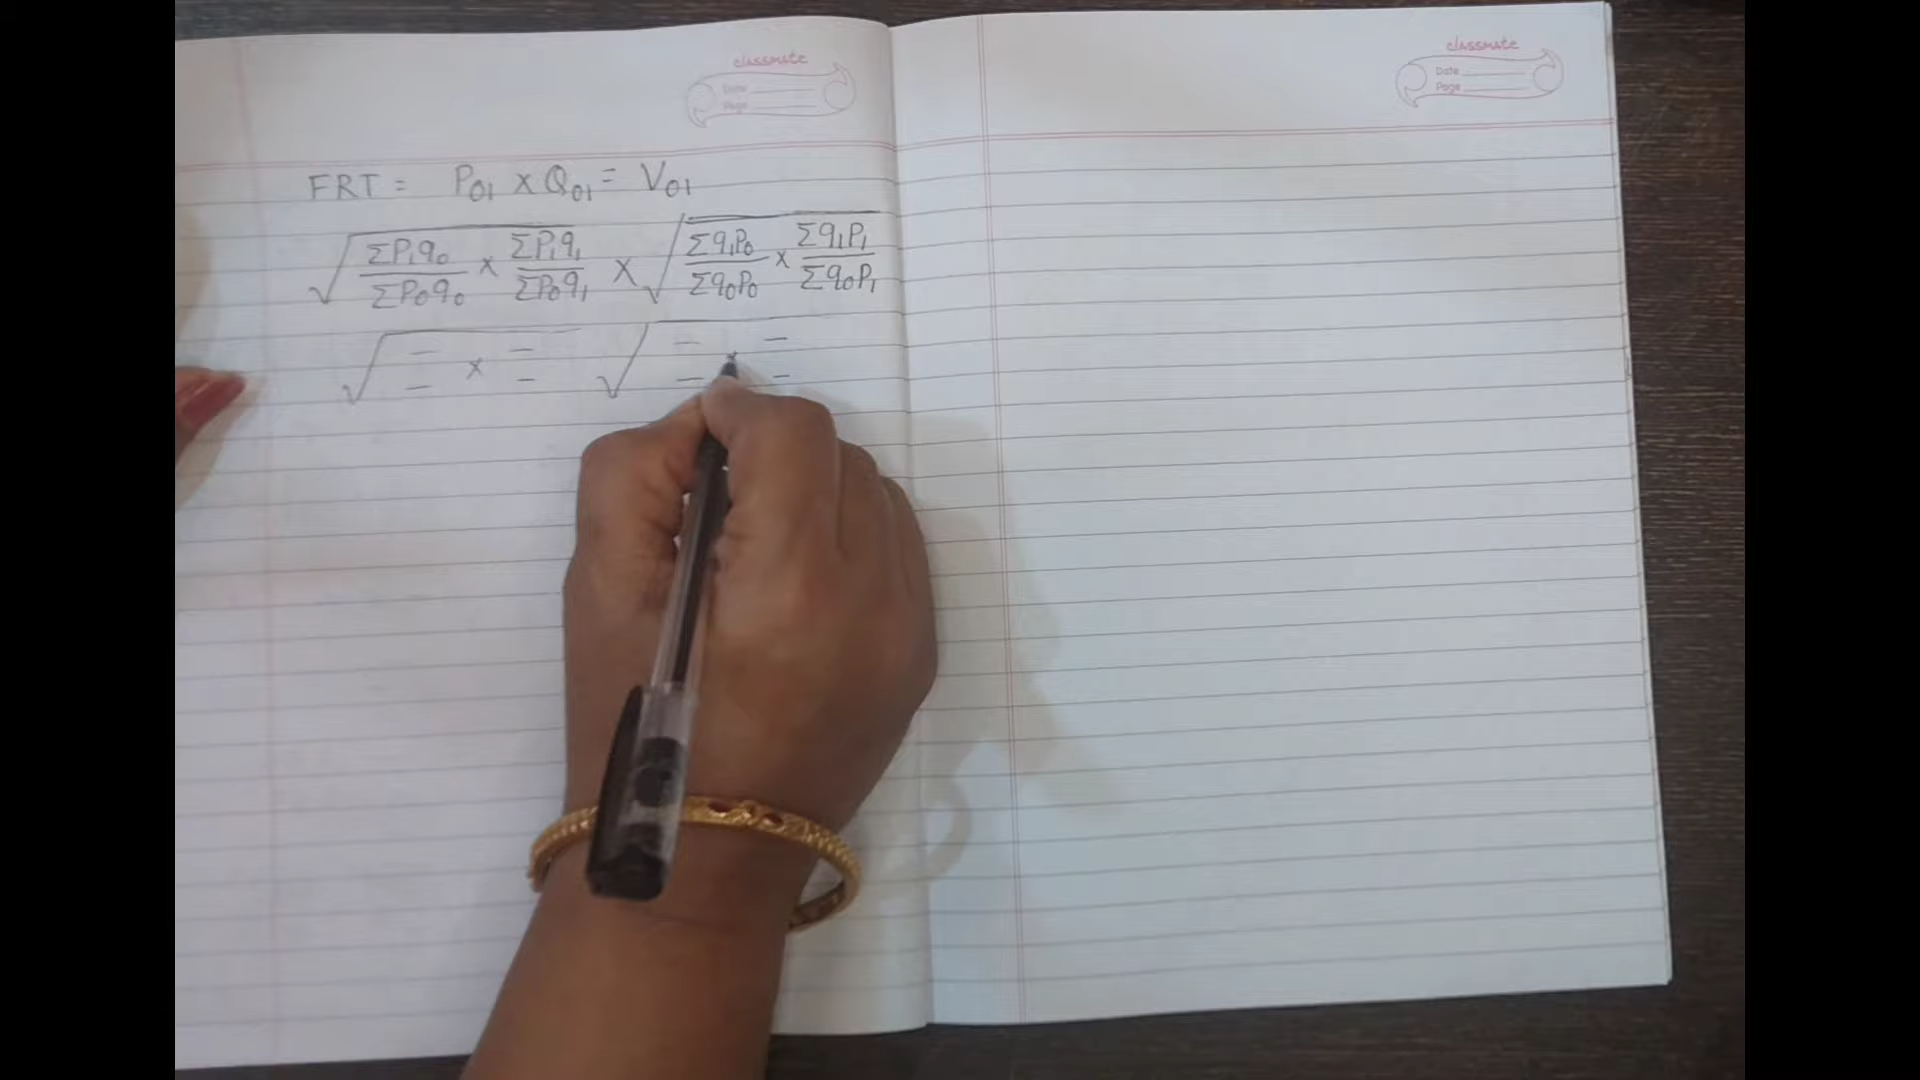 classmate
Date
Page
classmate
Date
Page
FRT = P₀₁ × Q₀₁ = V₀₁
√(ΣP₁q₀/ΣP₀q₀ × ΣP₁q₁/ΣP₀q₁) × √(Σq₁P₀/Σq₀P₀ × Σq₁P₁/Σq₀P₁)
√(–/– × –/–) √(–/– × –/–)